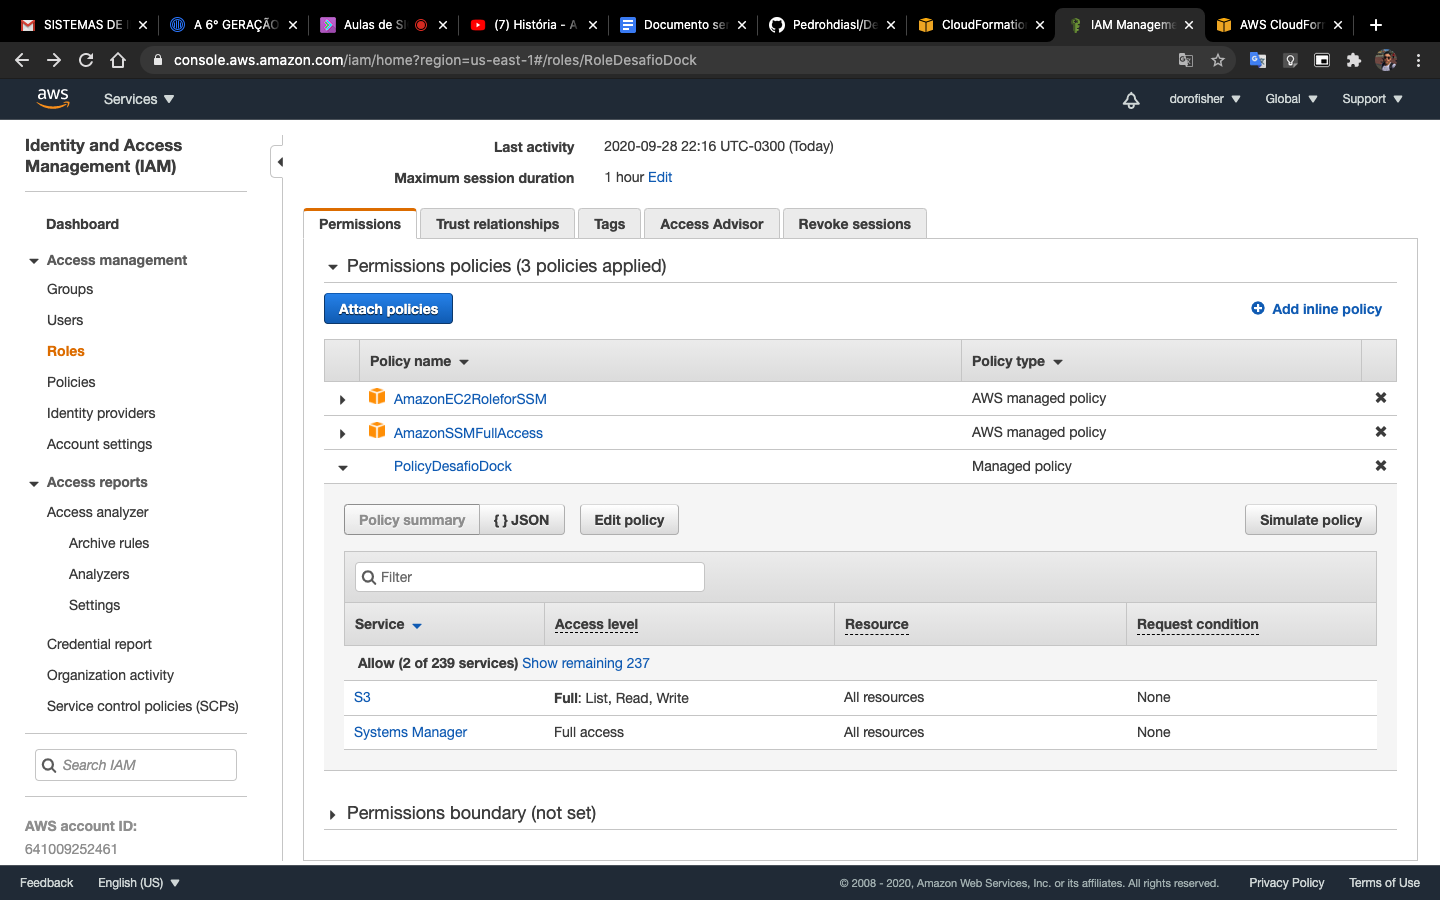 SISTEMAS DE
A 6° GERAÇÃO
Aulas de S
(7) História - A
Documento se
Pedrohdiasl/De
CloudFormatio
IAM Manageme
AWS CloudForm
console.aws.amazon.com/iam/home?region=us-east-1#/roles/RoleDesafioDock
aws
Services
dorofisher
Global
Support
Identity and Access
Management (IAM)
Dashboard
Access management
Groups
Users
Roles
Policies
Identity providers
Account settings
Access reports
Access analyzer
Archive rules
Analyzers
Settings
Credential report
Organization activity
Service control policies (SCPs)
Search IAM
AWS account ID:
641009252461
Last activity 2020-09-28 22:16 UTC-0300 (Today)
Maximum session duration 1 hour Edit
Permissions Trust relationships Tags Access Advisor Revoke sessions
Permissions policies (3 policies applied)
Attach policies
Add inline policy
Policy name Policy type
AmazonEC2RoleforSSM AWS managed policy
AmazonSSMFullAccess AWS managed policy
PolicyDesafioDock Managed policy
Policy summary { } JSON Edit policy Simulate policy
Filter
Service Access level Resource Request condition
Allow (2 of 239 services) Show remaining 237
S3 Full: List, Read, Write All resources None
Systems Manager Full access All resources None
Permissions boundary (not set)
Feedback English (US) © 2008 - 2020, Amazon Web Services, Inc. or its affiliates. All rights reserved. Privacy Policy Terms of Use